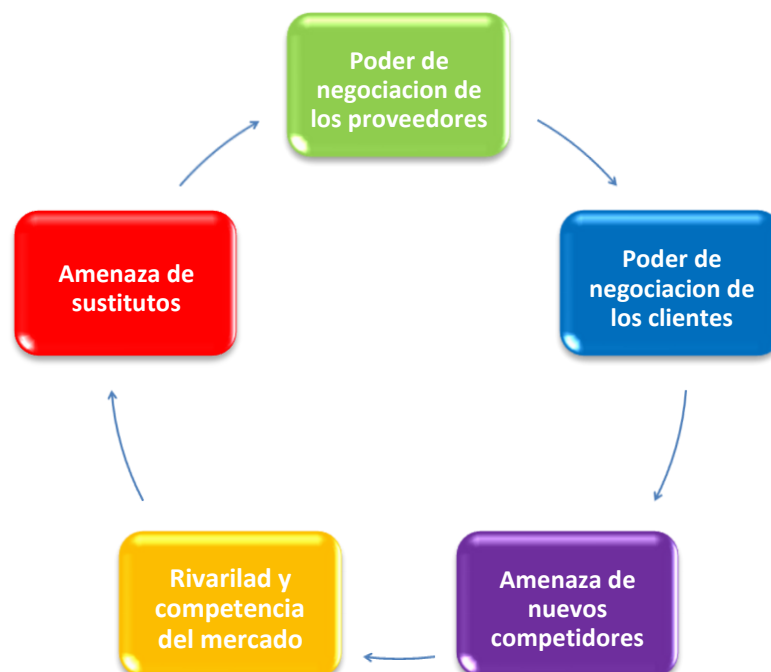 Poder de
negociacion de
los proveedores
Poder de
negociacion de
los clientes
Amenaza de
nuevos
competidores
Rivarilad y
competencia
del mercado
Amenaza de
sustitutos